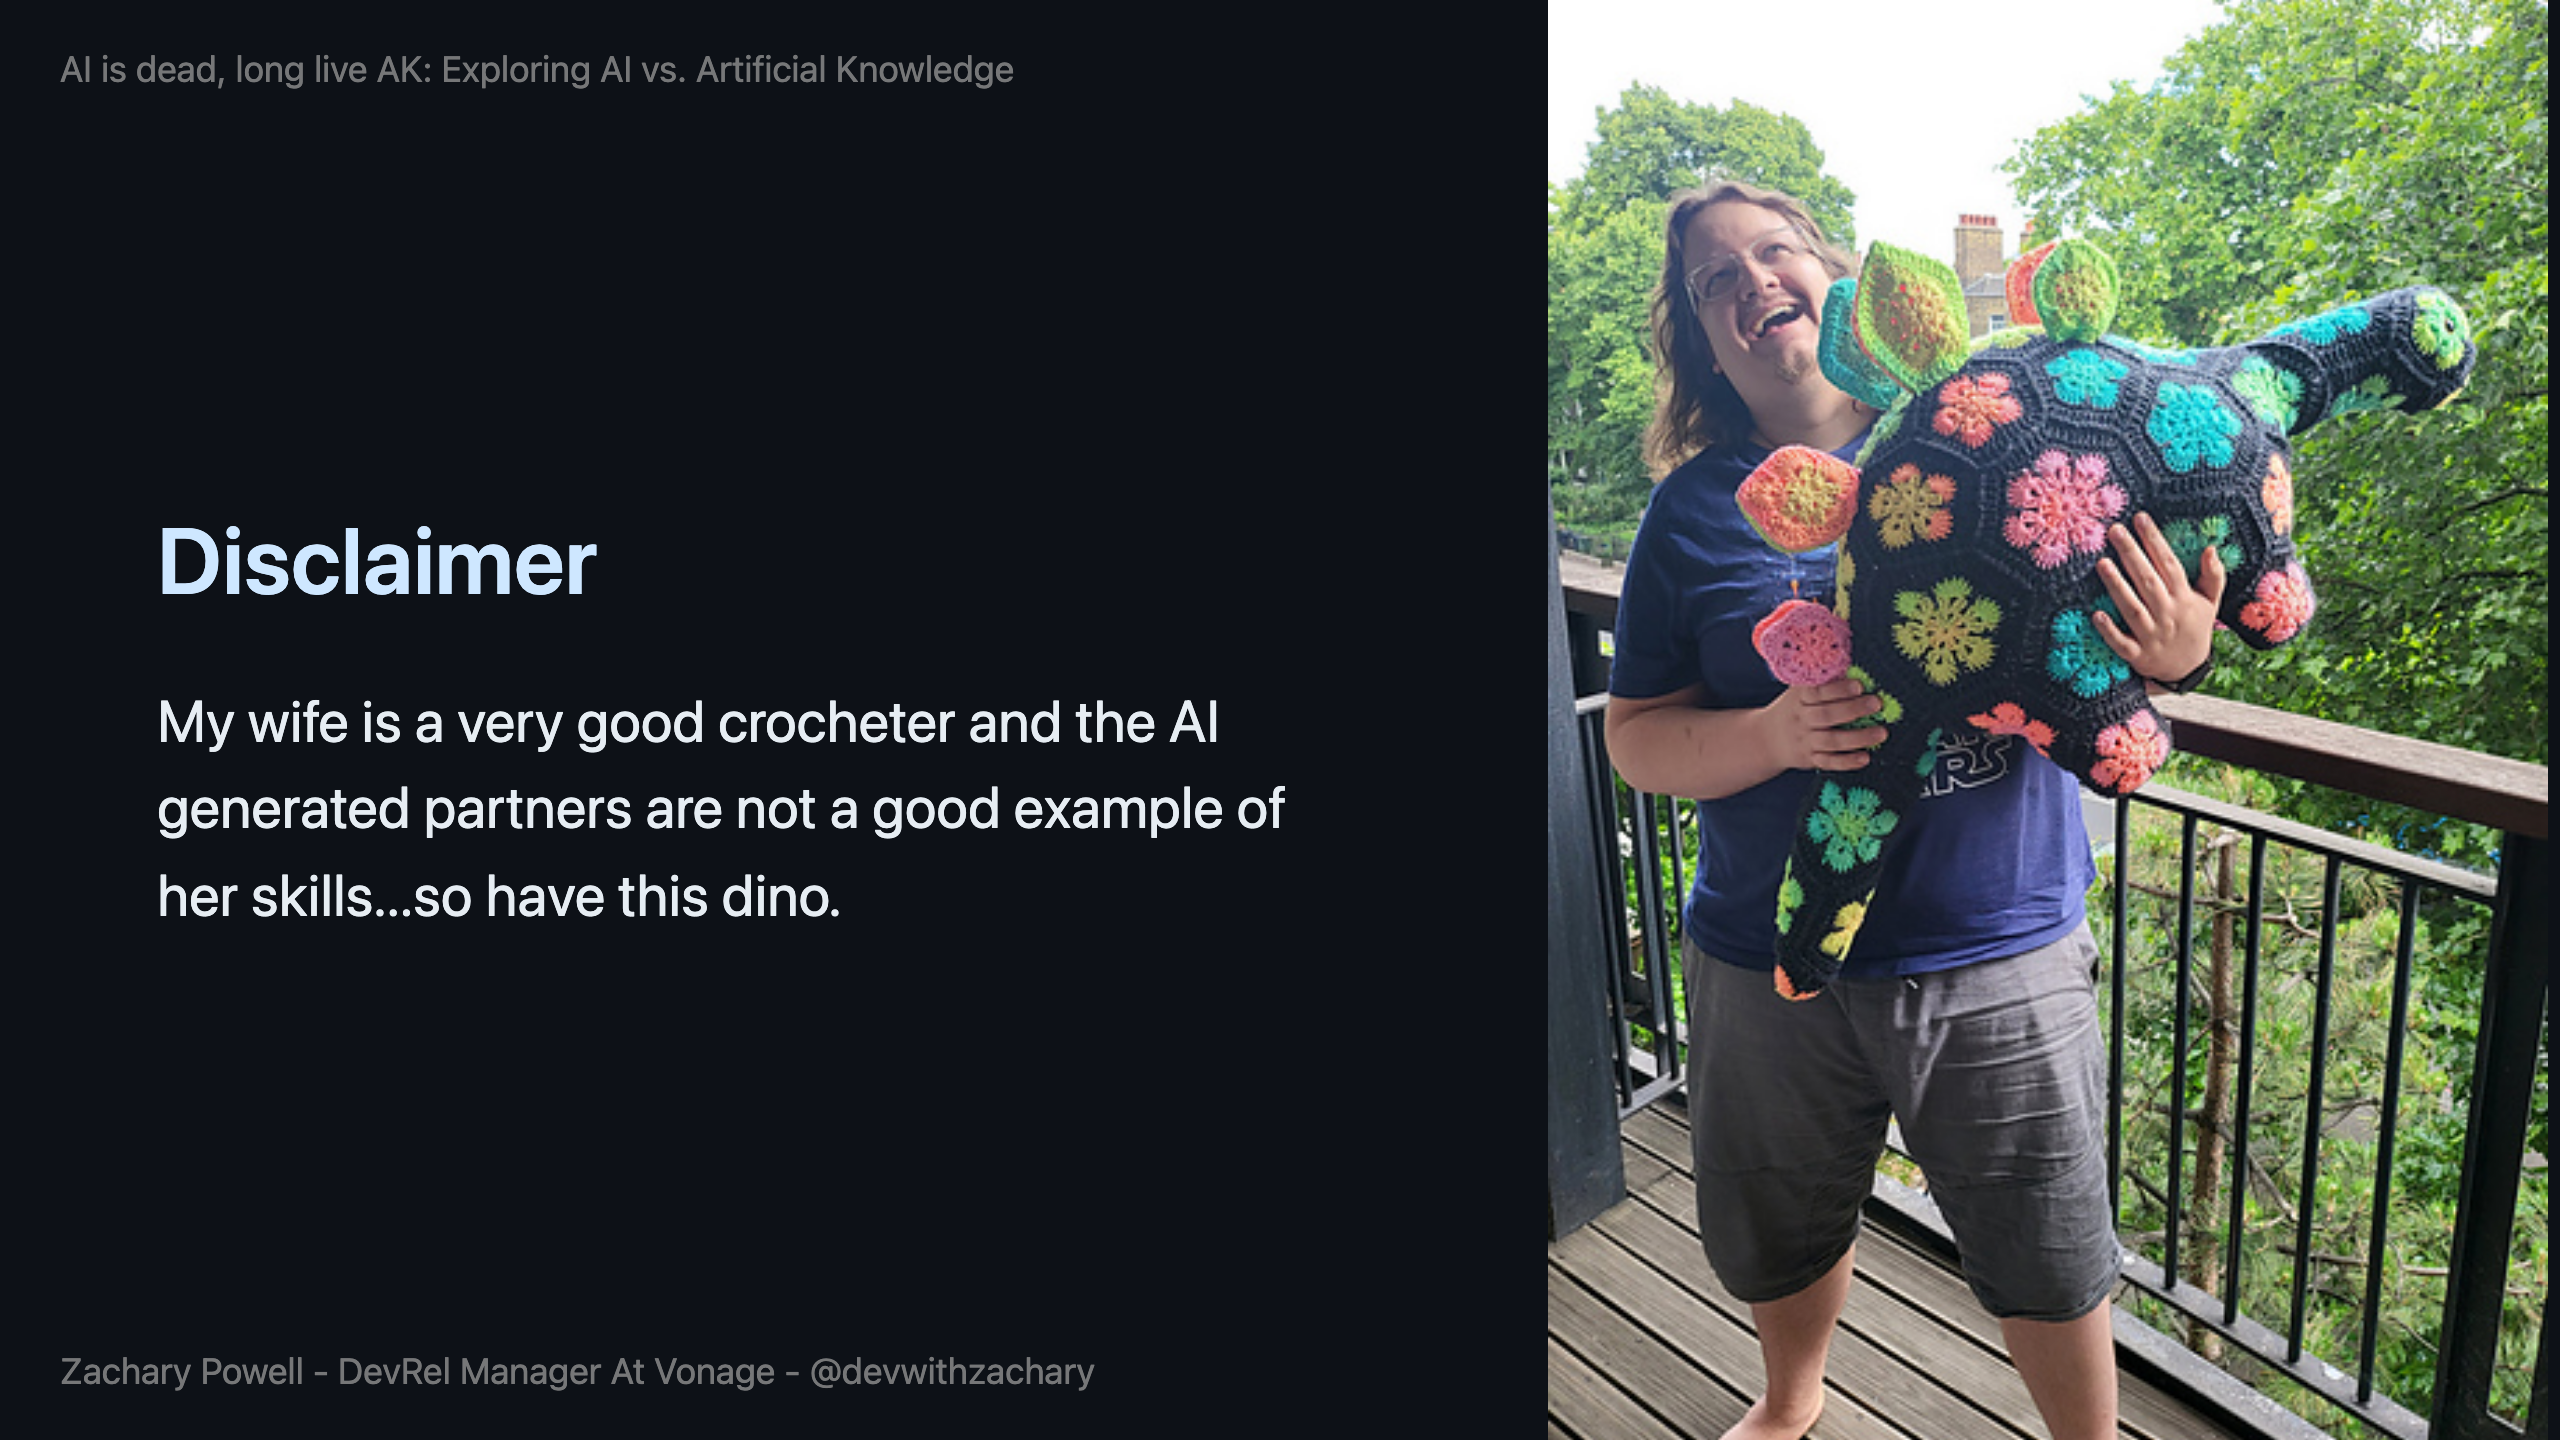 AI is dead, long live AK: Exploring AI vs. Artificial Knowledge
Disclaimer
My wife is a very good crocheter and the AI
generated partners are not a good example of
her skills...so have this dino.
Zachary Powell - DevRel Manager At Vonage - @devwithzachary